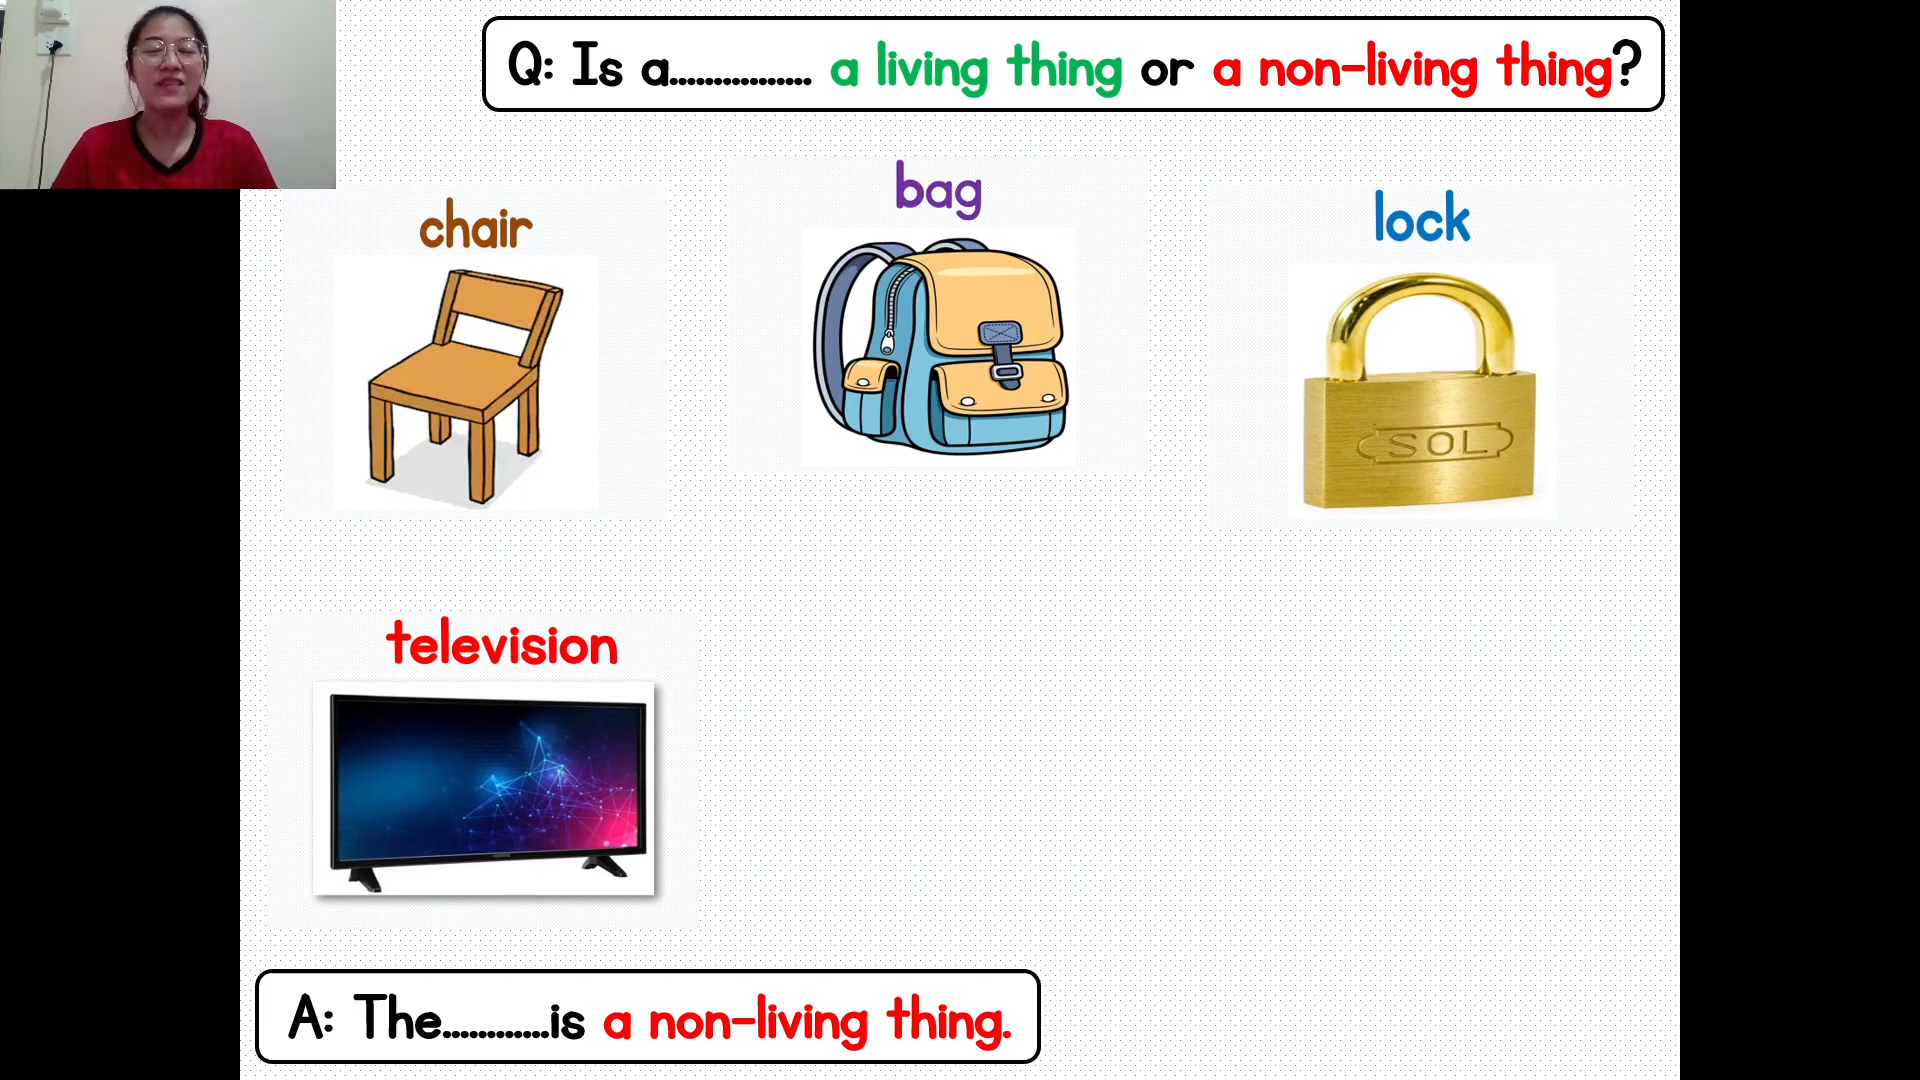 Q: Is a................ a living thing or a non-living thing?
chair
bag
lock
SOL
television
A: The............is a non-living thing.